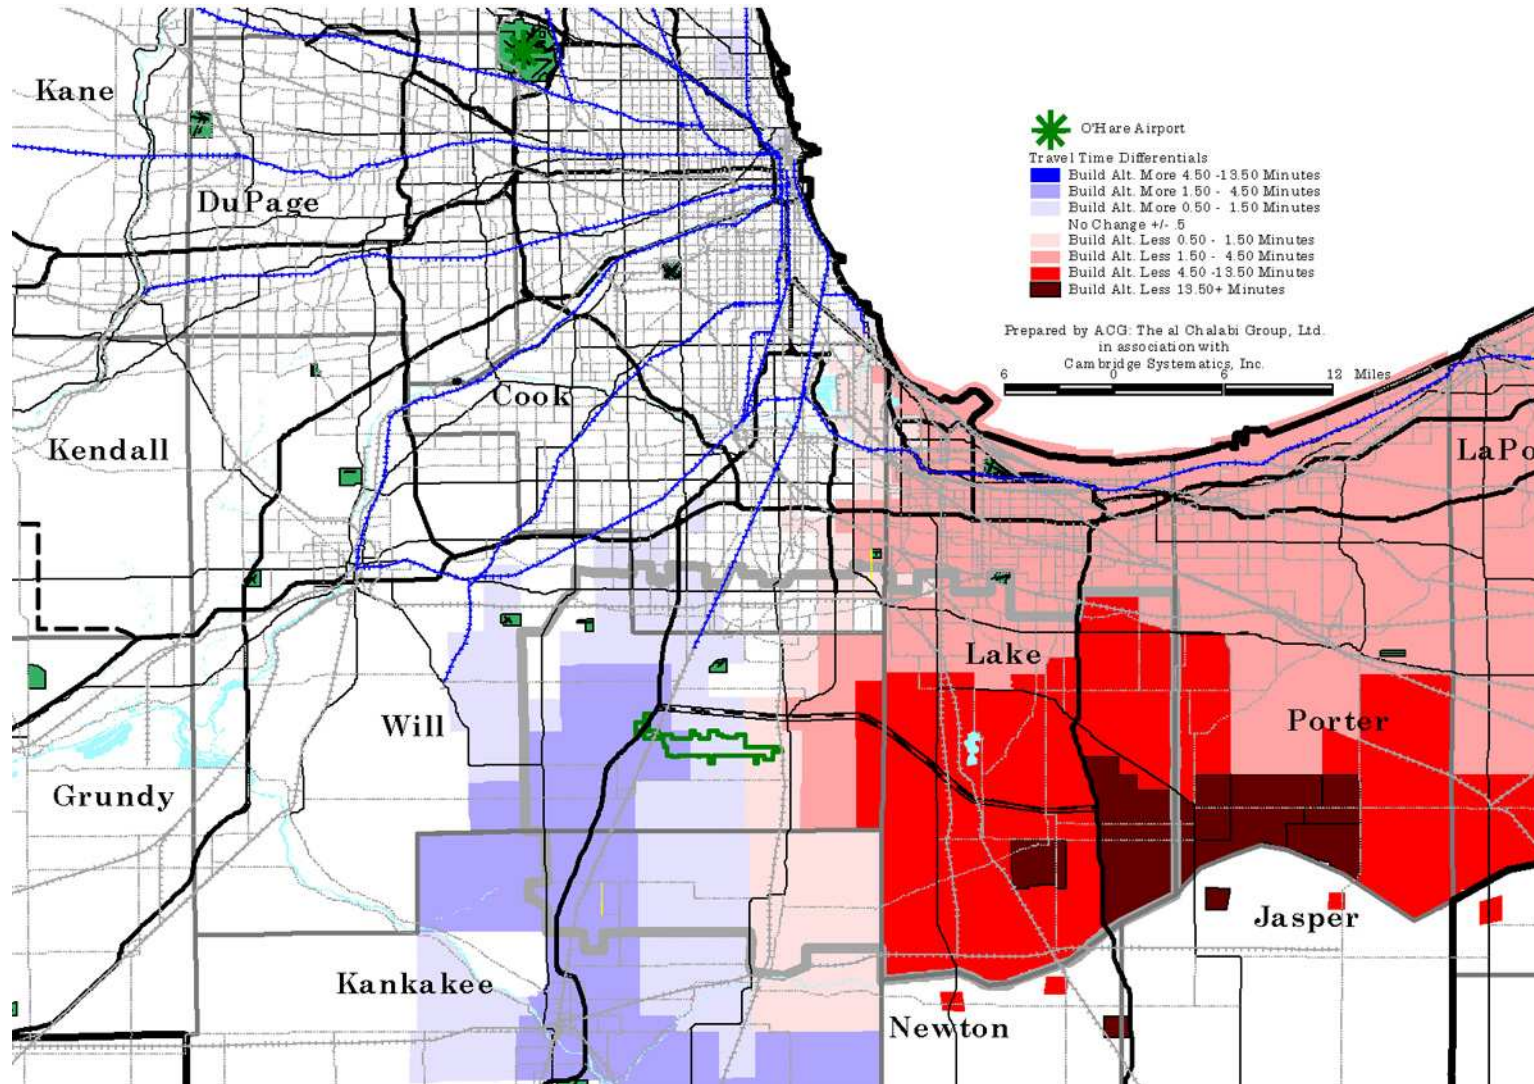 Kane
DuPage
Kendall
Cook
Will
Grundy
Kankakee
Lake
Porter
LaPo
Jasper
Newton
O'Hare Airport
Travel Time Differentials
Build Alt. More 4.50 -13.50 Minutes
Build Alt. More 1.50 - 4.50 Minutes
Build Alt. More 0.50 - 1.50 Minutes
No Change +/- .5
Build Alt. Less 0.50 - 1.50 Minutes
Build Alt. Less 1.50 - 4.50 Minutes
Build Alt. Less 4.50 -13.50 Minutes
Build Alt. Less 13.50+ Minutes
Prepared by ACG: The al Chalabi Group, Ltd.
in association with
Cambridge Systematics, Inc.
6 0 6 12 Miles